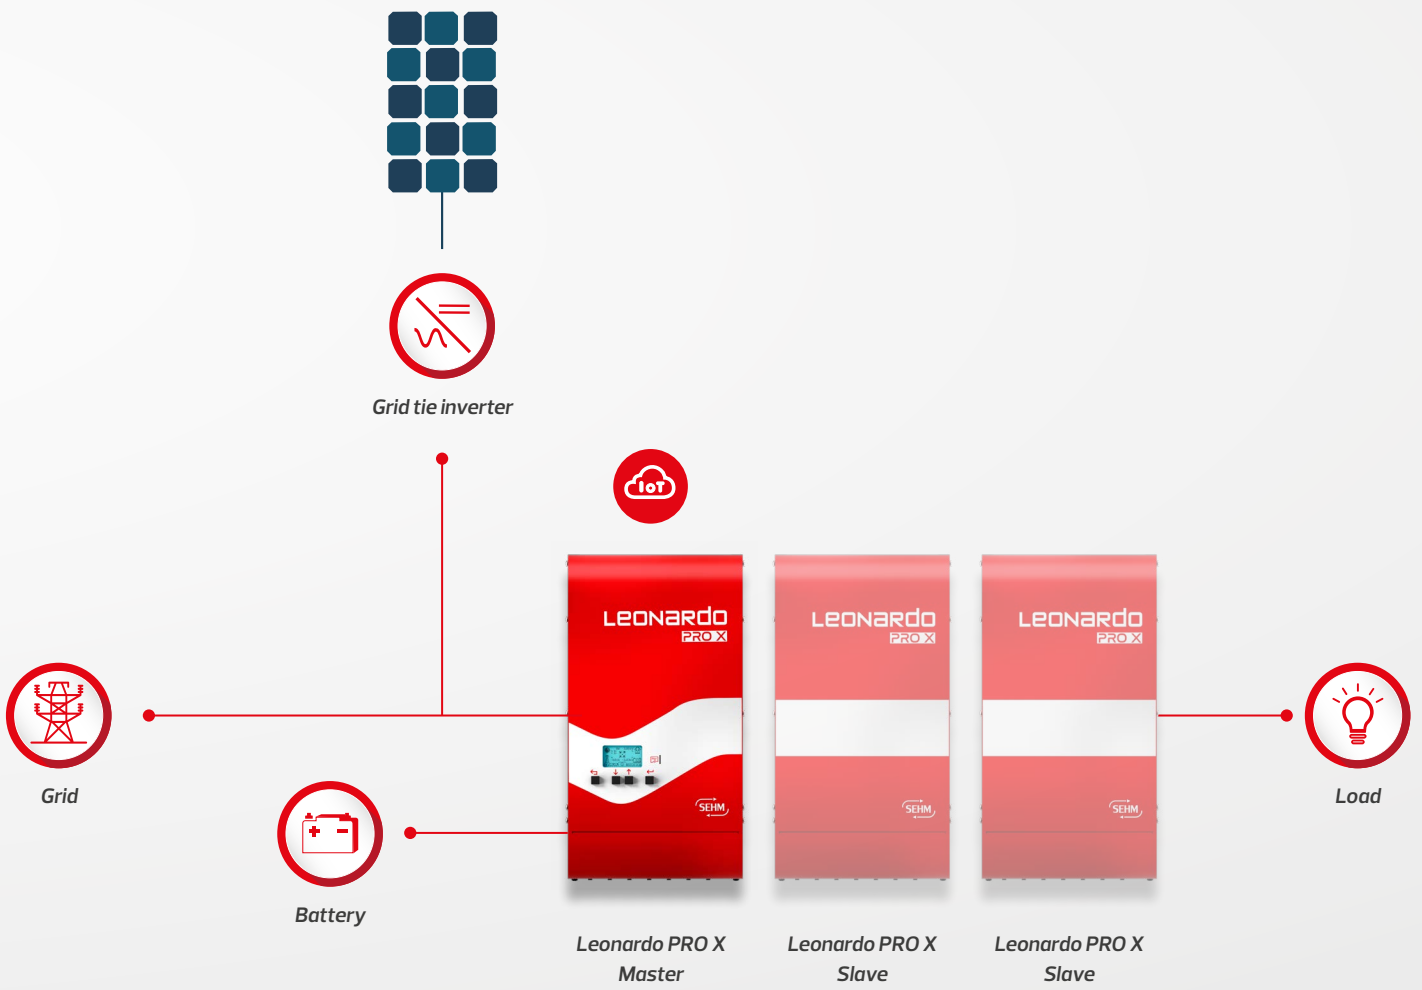 Grid tie inverter
IoT
LEONARDO
PRO X
LEONARDO
PRO X
LEONARDO
PRO X
SEHM
SEHM
SEHM
Grid
Load
Battery
Leonardo PRO X
Master
Leonardo PRO X
Slave
Leonardo PRO X
Slave